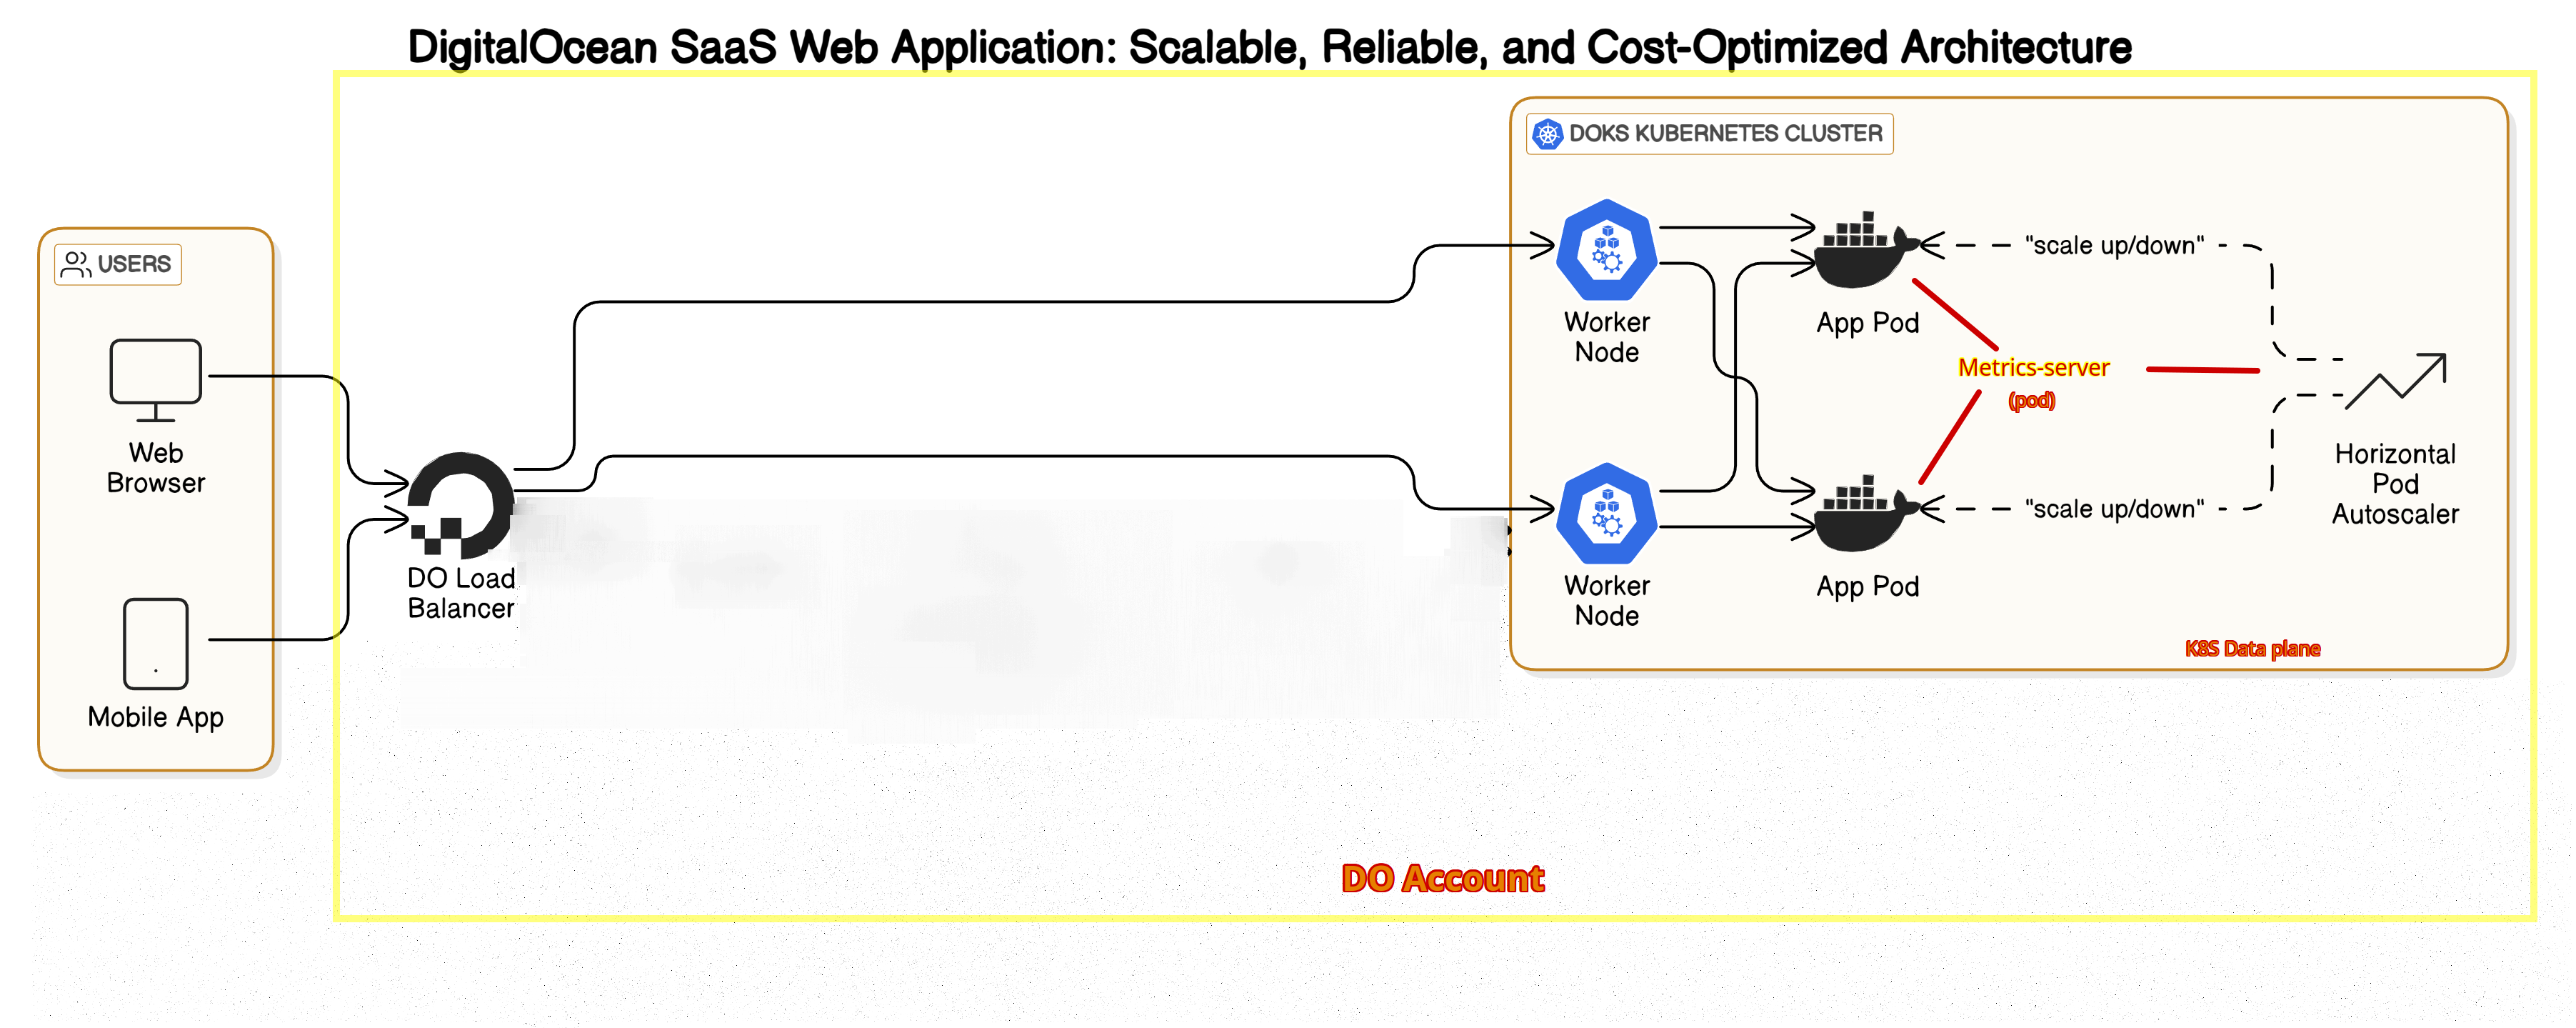 DigitalOcean SaaS Web Application: Scalable, Reliable, and Cost-Optimized Architecture
USERS
Web
Browser
Mobile App
DO Load
Balancer
DOKS KUBERNETES CLUSTER
Worker
Node
App Pod
"scale up/down"
Metrics-server
(pod)
Horizontal
Pod
Autoscaler
Worker
Node
App Pod
"scale up/down"
K8S Data plane
DO Account